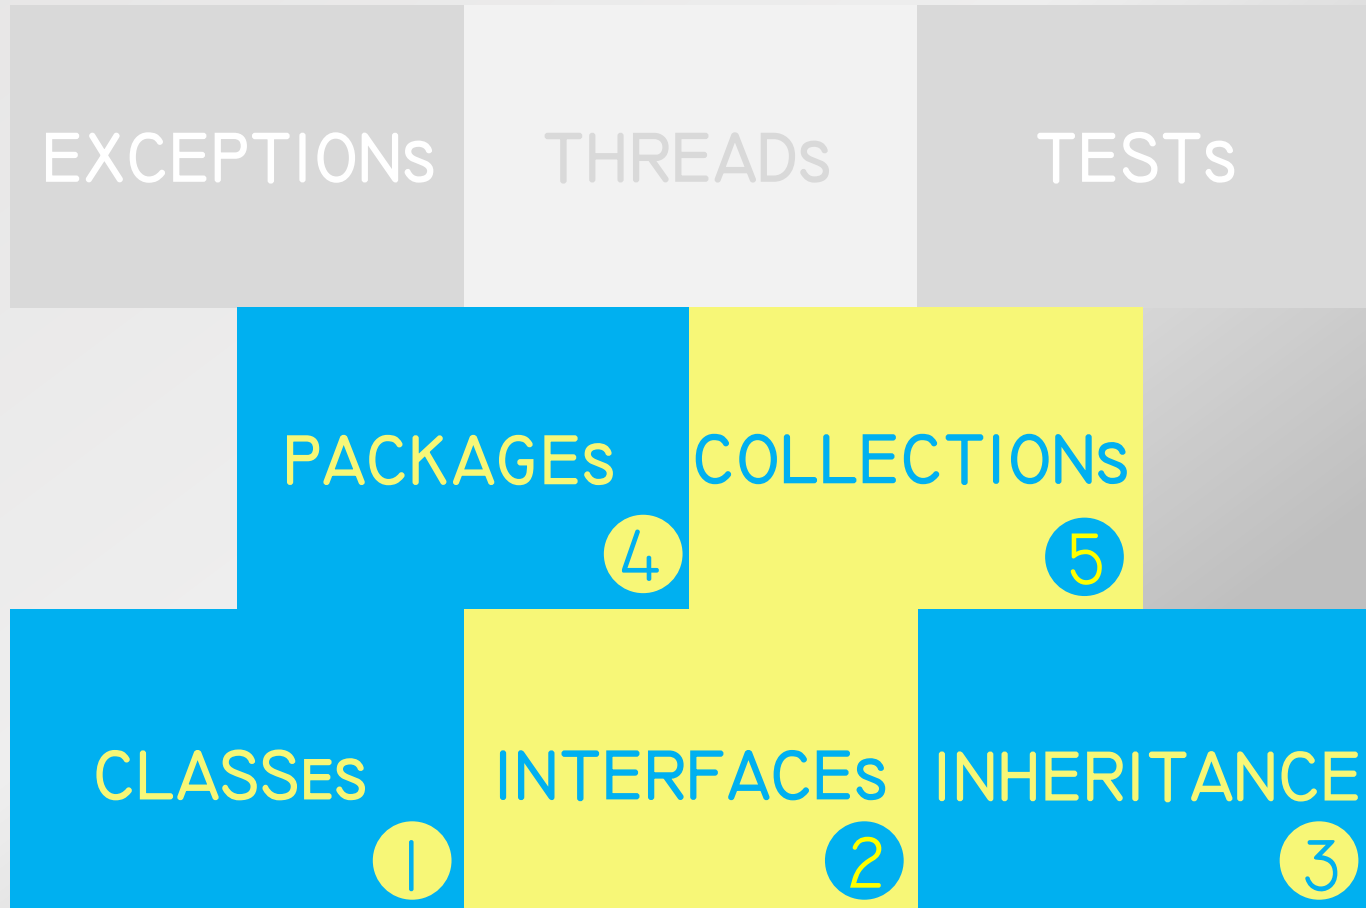 EXCEPTIONs
THREADs
TESTs
PACKAGEs
4
COLLECTIONs
5
CLASSEs
1
INTERFACEs
2
INHERITANCE
3